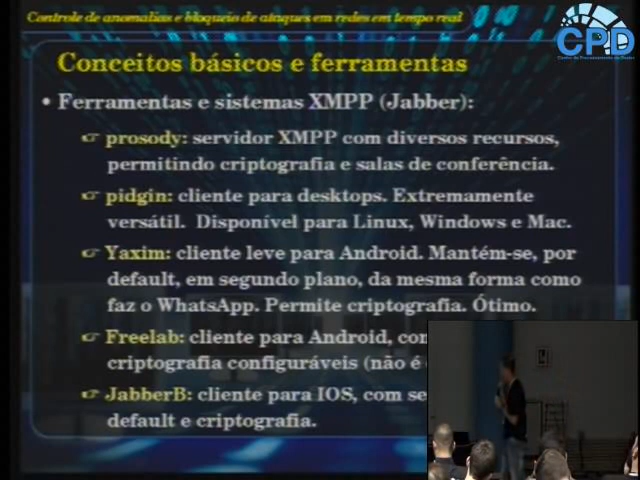 Controle de anomalias e bloqueio de ataques em redes em tempo real
CPD
Centro de Processamento de Dados
Conceitos básicos e ferramentas
• Ferramentas e sistemas XMPP (Jabber):
☞ prosody: servidor XMPP com diversos recursos,
permitindo criptografia e salas de conferência.
☞ pidgin: cliente para desktops. Extremamente
versátil. Disponível para Linux, Windows e Mac.
☞ Yaxim: cliente leve para Android. Mantém-se, por
default, em segundo plano, da mesma forma como
faz o WhatsApp. Permite criptografia. Ótimo.
☞ Freelab: cliente para Android, com
criptografia configuráveis (não é
☞ JabberB: cliente para IOS, com se
default e criptografia.